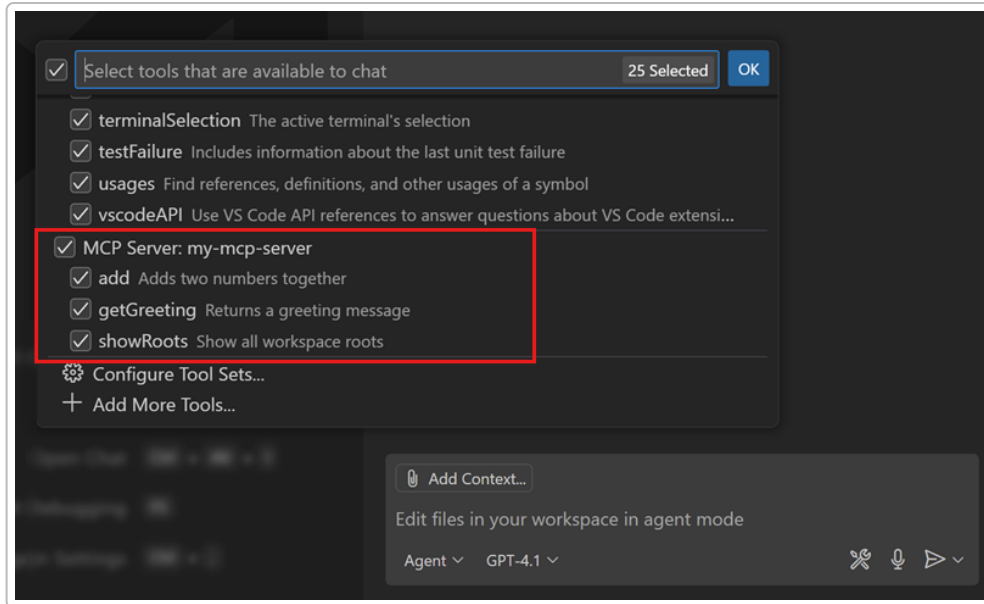 Select tools that are available to chat 25 Selected OK
terminalSelection The active terminal's selection
testFailure Includes information about the last unit test failure
usages Find references, definitions, and other usages of a symbol
vscodeAPI Use VS Code API references to answer questions about VS Code extensi...
MCP Server: my-mcp-server
add Adds two numbers together
getGreeting Returns a greeting message
showRoots Show all workspace roots
Configure Tool Sets...
Add More Tools...
Open Chat
Add Context...
Edit files in your workspace in agent mode
Agent GPT-4.1